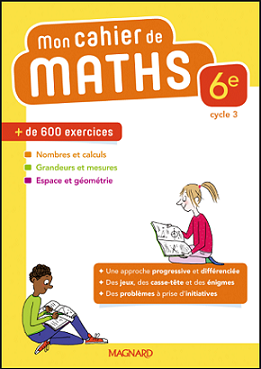 Mon cahier de
MATHS
6e
cycle 3
+ de 600 exercices
Nombres et calculs
Grandeurs et mesures
Espace et géométrie
+ Une approche progressive et différenciée
+ Des jeux, des casse-tête et des énigmes
+ Des problèmes à prise d'initiatives
MAGNARD